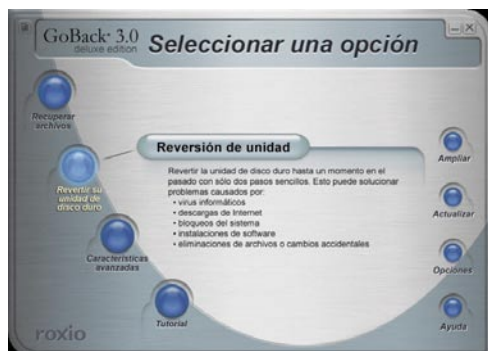 GoBack® 3.0
deluxe edition
Seleccionar una opción
Recuperar
archivos
Revertir su
unidad de
disco duro
Características
avanzadas
Tutorial
Reversión de unidad
Revertir la unidad de disco duro hasta un momento en el
pasado con sólo dos pasos sencillos. Esto puede solucionar
problemas causados por:
• virus informáticos
• descargas de Internet
• bloqueos del sistema
• instalaciones de software
• eliminaciones de archivos o cambios accidentales
Ampliar
Actualizar
Opciones
Ayuda
roxio